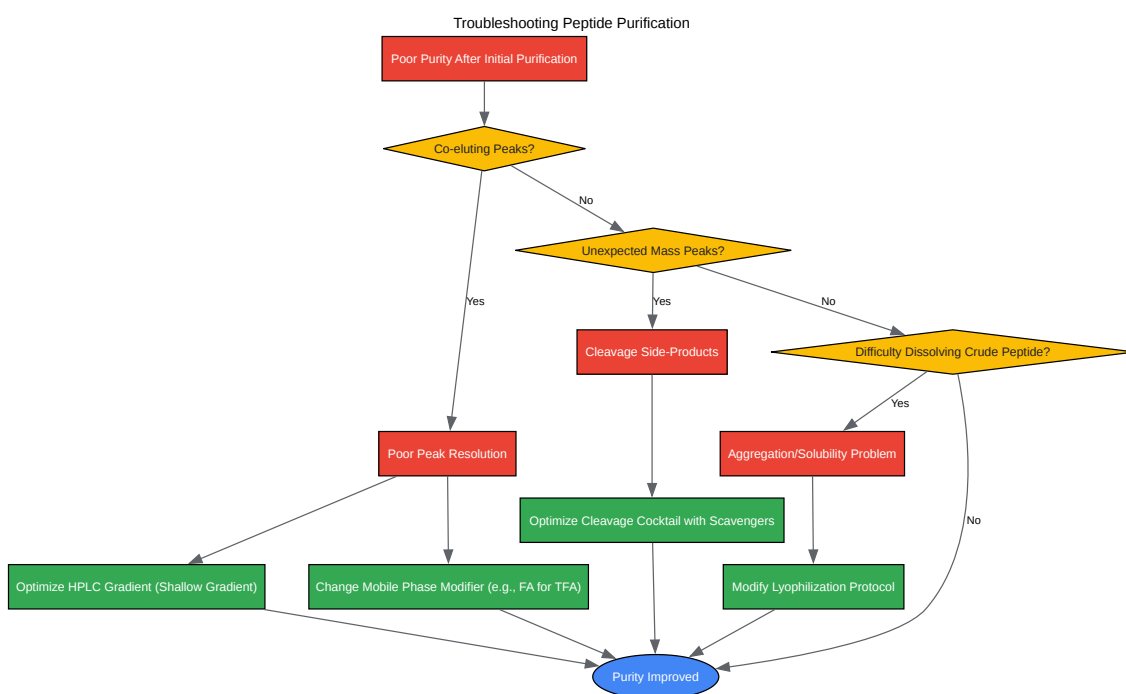 Troubleshooting Peptide Purification
Poor Purity After Initial Purification
Co-eluting Peaks?
No
Unexpected Mass Peaks?
Yes
Yes
No
Cleavage Side-Products
Difficulty Dissolving Crude Peptide?
Yes
Poor Peak Resolution
Aggregation/Solubility Problem
Optimize Cleavage Cocktail with Scavengers
No
Optimize HPLC Gradient (Shallow Gradient)
Change Mobile Phase Modifier (e.g., FA for TFA)
Modify Lyophilization Protocol
Purity Improved